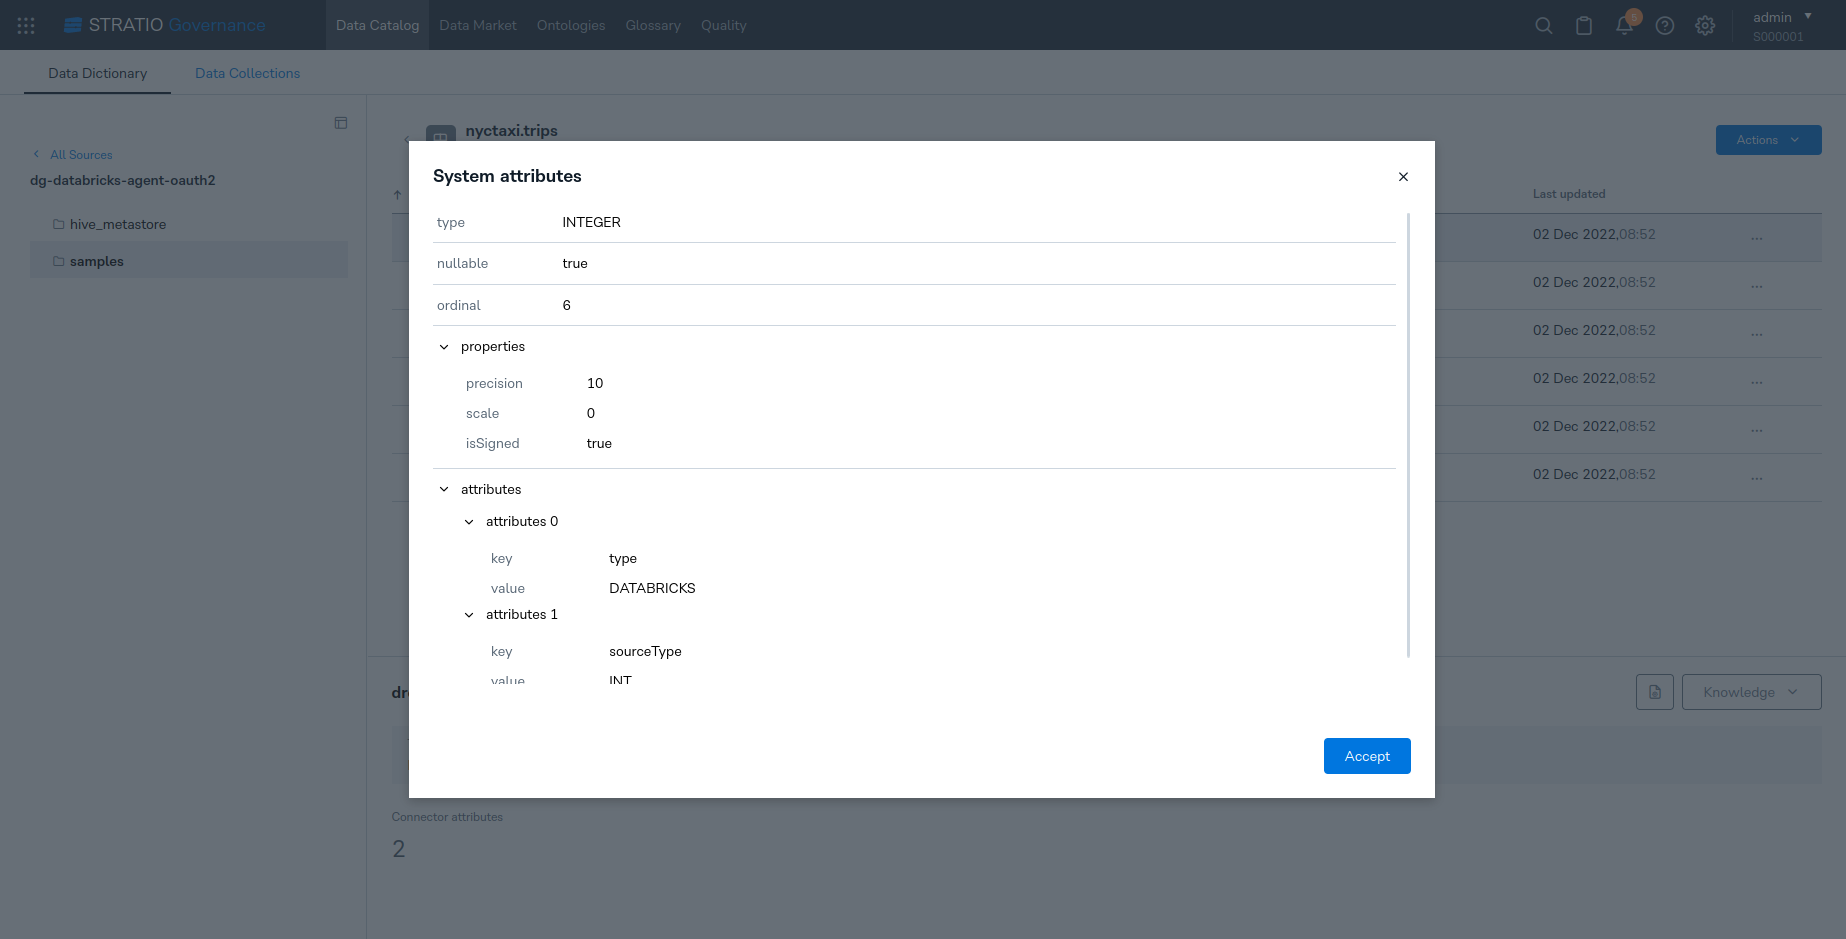 STRATIO Governance
Data Catalog Data Market Ontologies Glossary Quality
5
admin
S000001
Data Dictionary Data Collections
All Sources
dg-databricks-agent-oauth2
hive_metastore
samples
nyctaxi.trips
Actions
Last updated
02 Dec 2022,08:52 ...
02 Dec 2022,08:52 ...
02 Dec 2022,08:52 ...
02 Dec 2022,08:52 ...
02 Dec 2022,08:52 ...
02 Dec 2022,08:52 ...
System attributes
type INTEGER
nullable true
ordinal 6
properties
precision 10
scale 0
isSigned true
attributes
attributes 0
key type
value DATABRICKS
attributes 1
key sourceType
value INT
Accept
Knowledge
Connector attributes
2